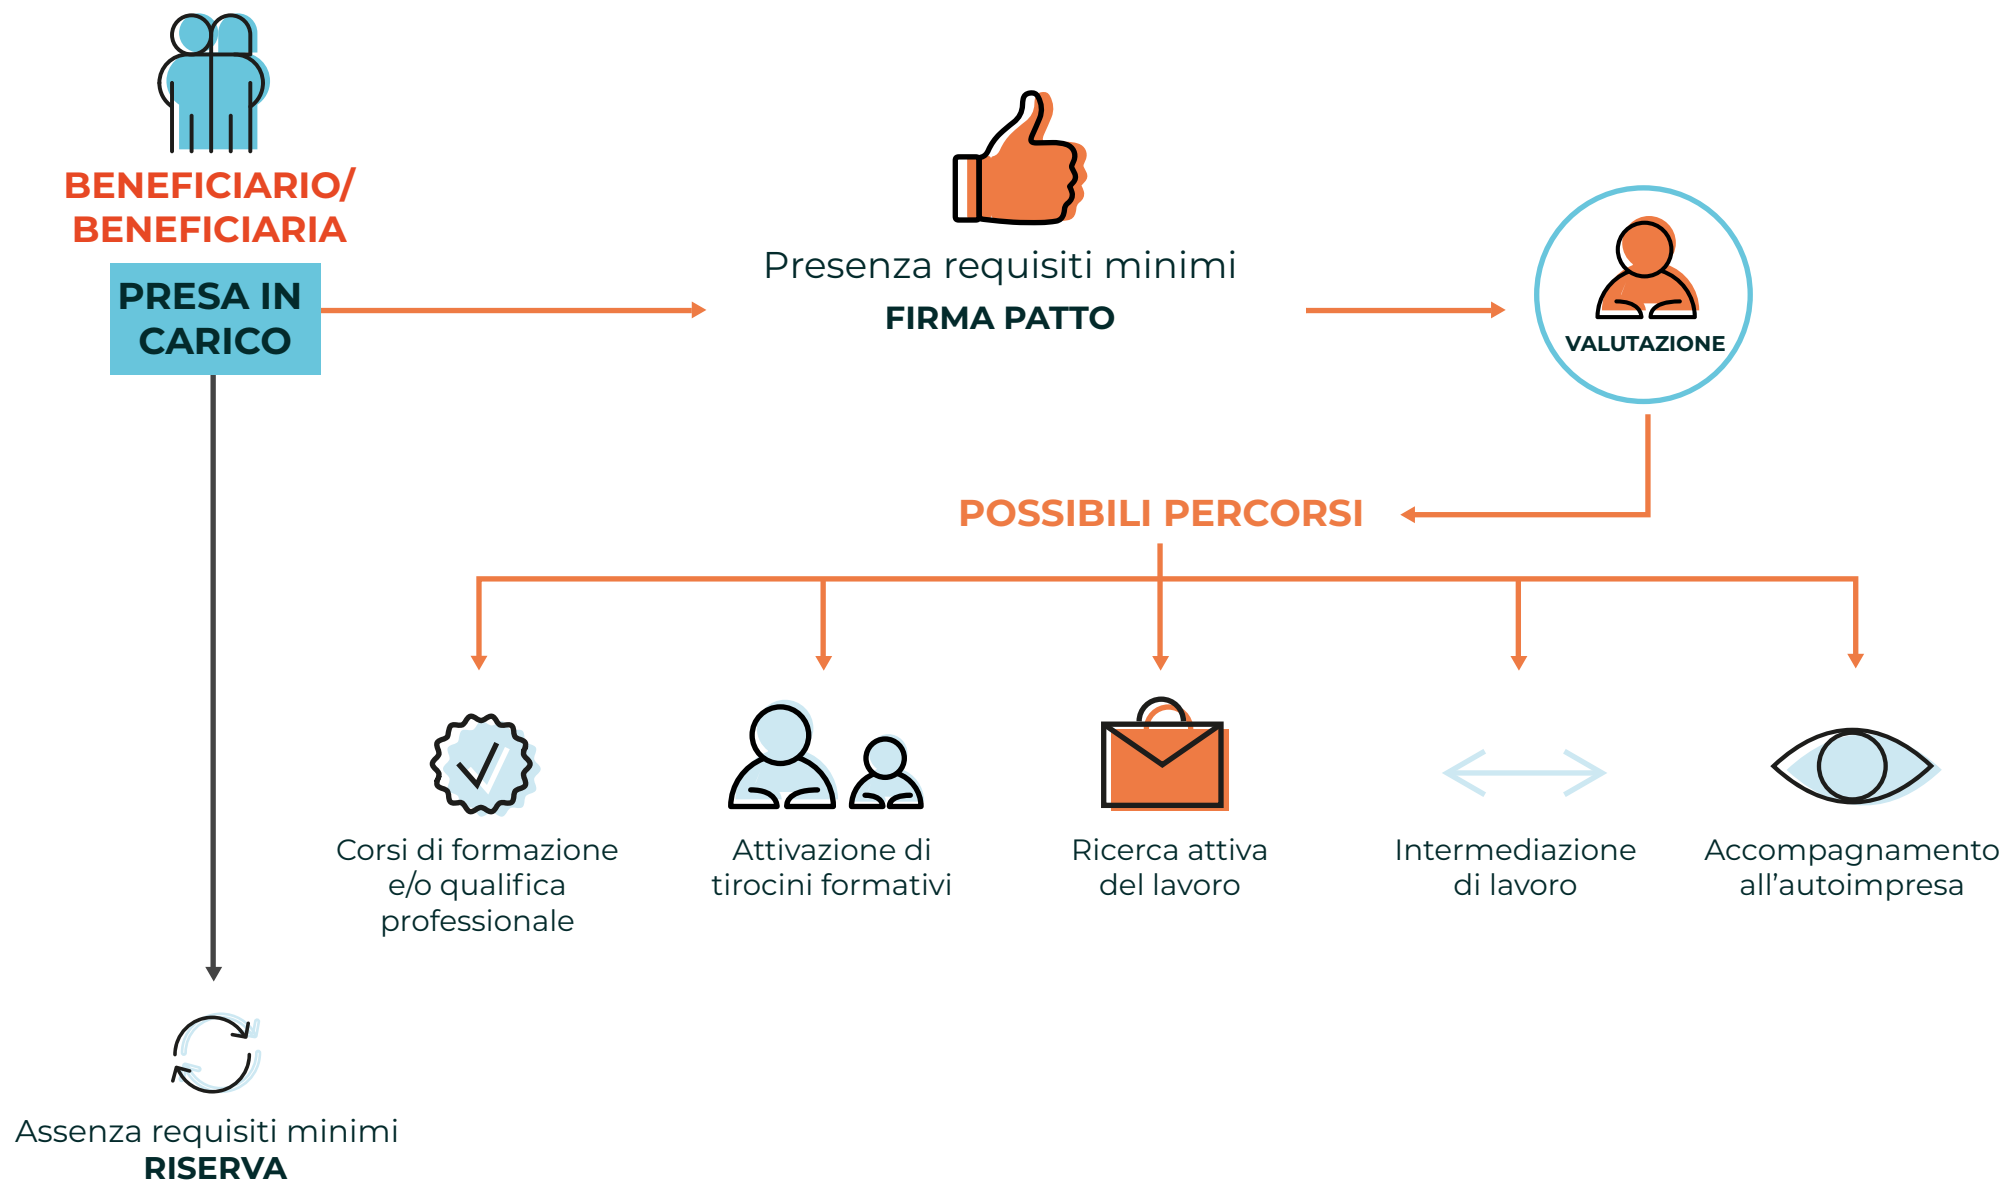 BENEFICIARIO/
BENEFICIARIA
PRESA IN
CARICO
Presenza requisiti minimi
FIRMA PATTO
VALUTAZIONE
POSSIBILI PERCORSI
Corsi di formazione
e/o qualifica
professionale
Attivazione di
tirocini formativi
Ricerca attiva
del lavoro
Intermediazione
di lavoro
Accompagnamento
all’autoimpresa
Assenza requisiti minimi
RISERVA